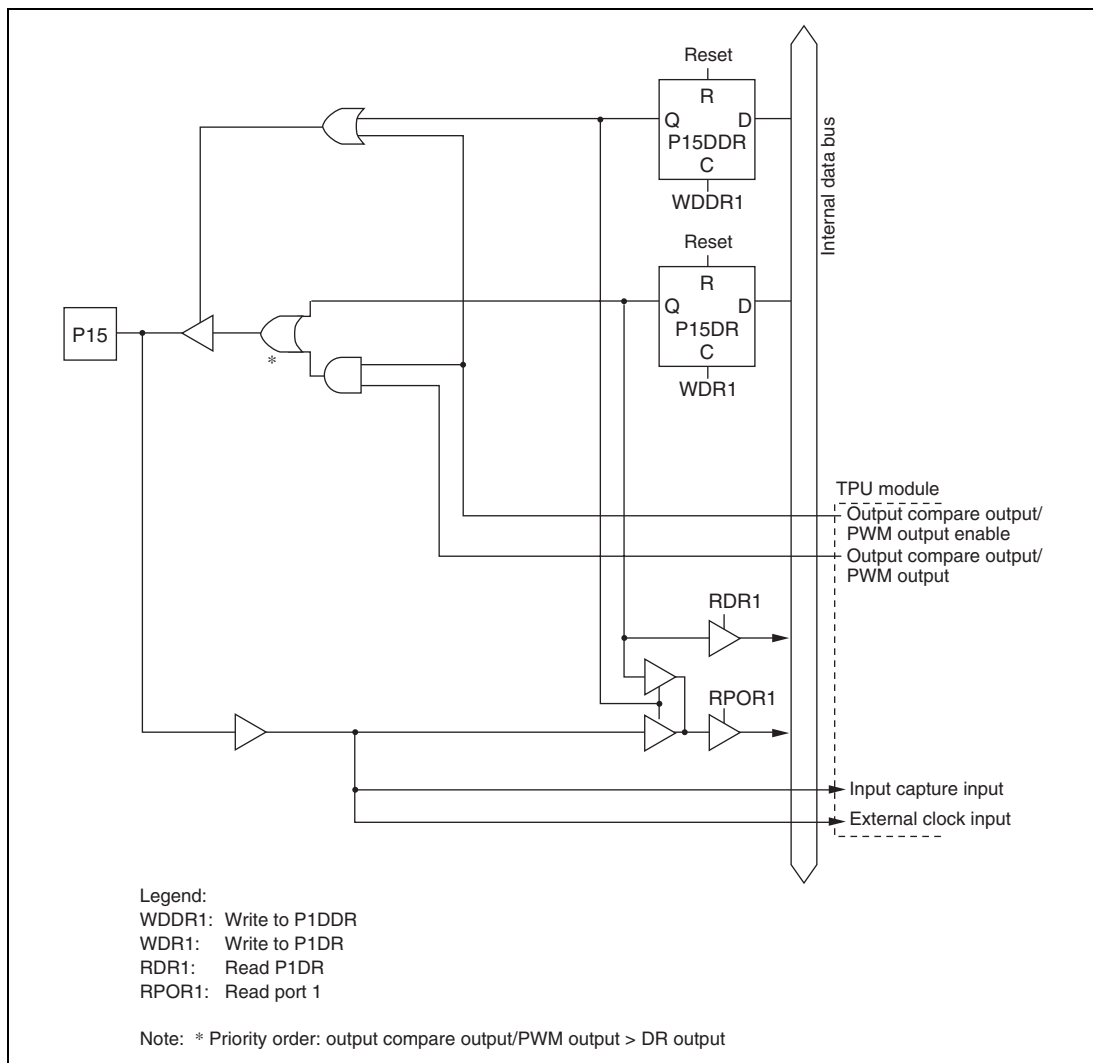 Reset
R
Q D
P15DDR
C
WDDR1
Internal data bus
Reset
R
Q D
P15DR
C
WDR1
P15
*
TPU module
Output compare output/
PWM output enable
Output compare output/
PWM output
RDR1
RPOR1
Input capture input
External clock input
Legend:
WDDR1: Write to P1DDR
WDR1: Write to P1DR
RDR1: Read P1DR
RPOR1: Read port 1
Note: * Priority order: output compare output/PWM output > DR output